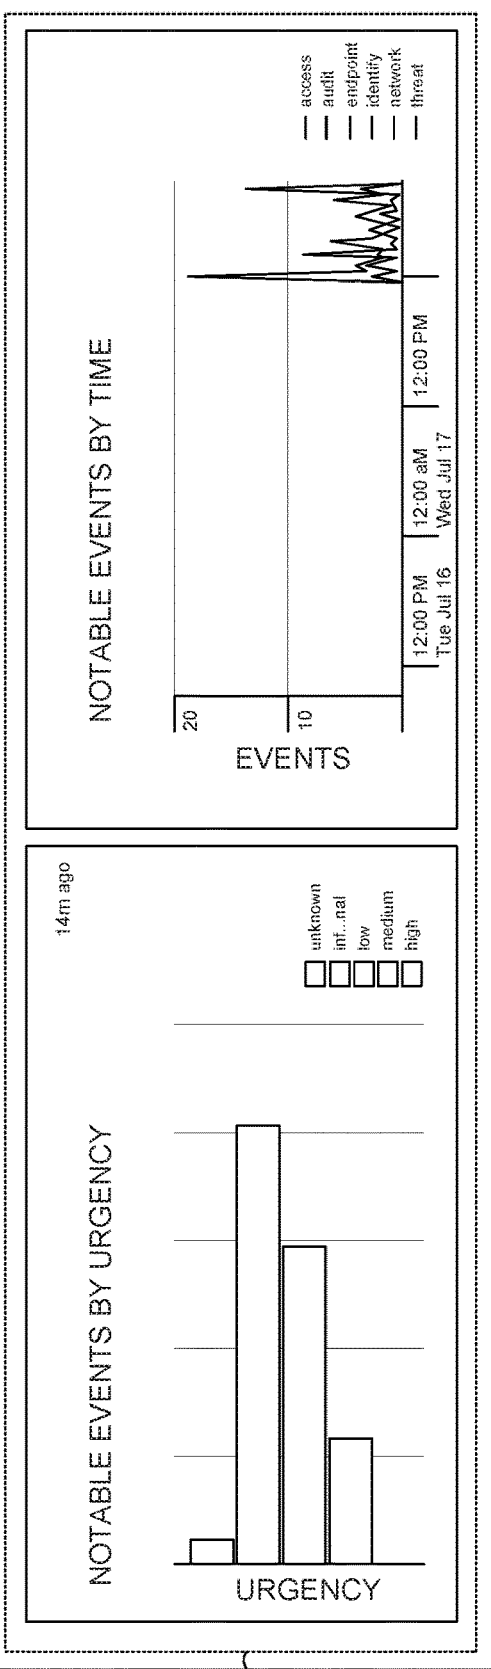 NOTABLE EVENTS BY URGENCY
14m ago
URGENCY
unknown
inf...nal
low
medium
high
NOTABLE EVENTS BY TIME
EVENTS
20
10
12:00 PM
Tue Jul 16
12:00 aM
Wed Jul 17
12:00 PM
access
audit
endpoint
identify
network
threat